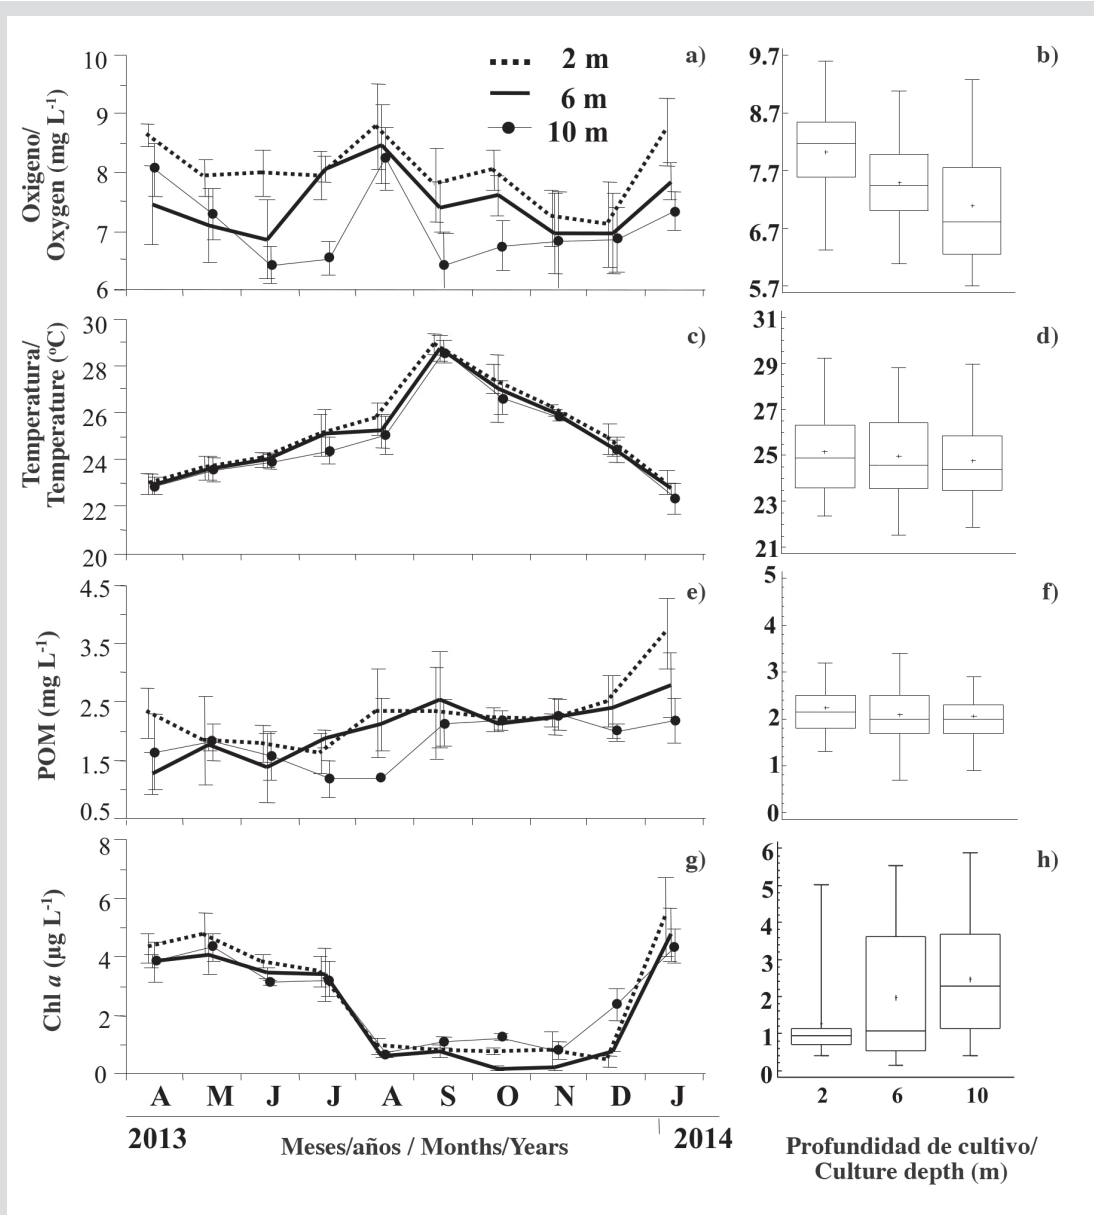 a)
2 m
6 m
10 m
Oxigeno/
Oxygen (mg L-1)
10
9
8
7
6
b)
9.7
8.7
7.7
6.7
5.7
c)
Temperatura/
Temperature (ºC)
30
28
26
24
22
20
d)
31
29
27
25
23
21
e)
POM (mg L-1)
4.5
3.5
2.5
1.5
0.5
f)
5
4
3
2
1
0
g)
Chl a (µg L-1)
8
6
4
2
0
A M J J A S O N D J
2013 Meses/años / Months/Years 2014
h)
6
5
4
3
2
1
0
2 6 10
Profundidad de cultivo/
Culture depth (m)